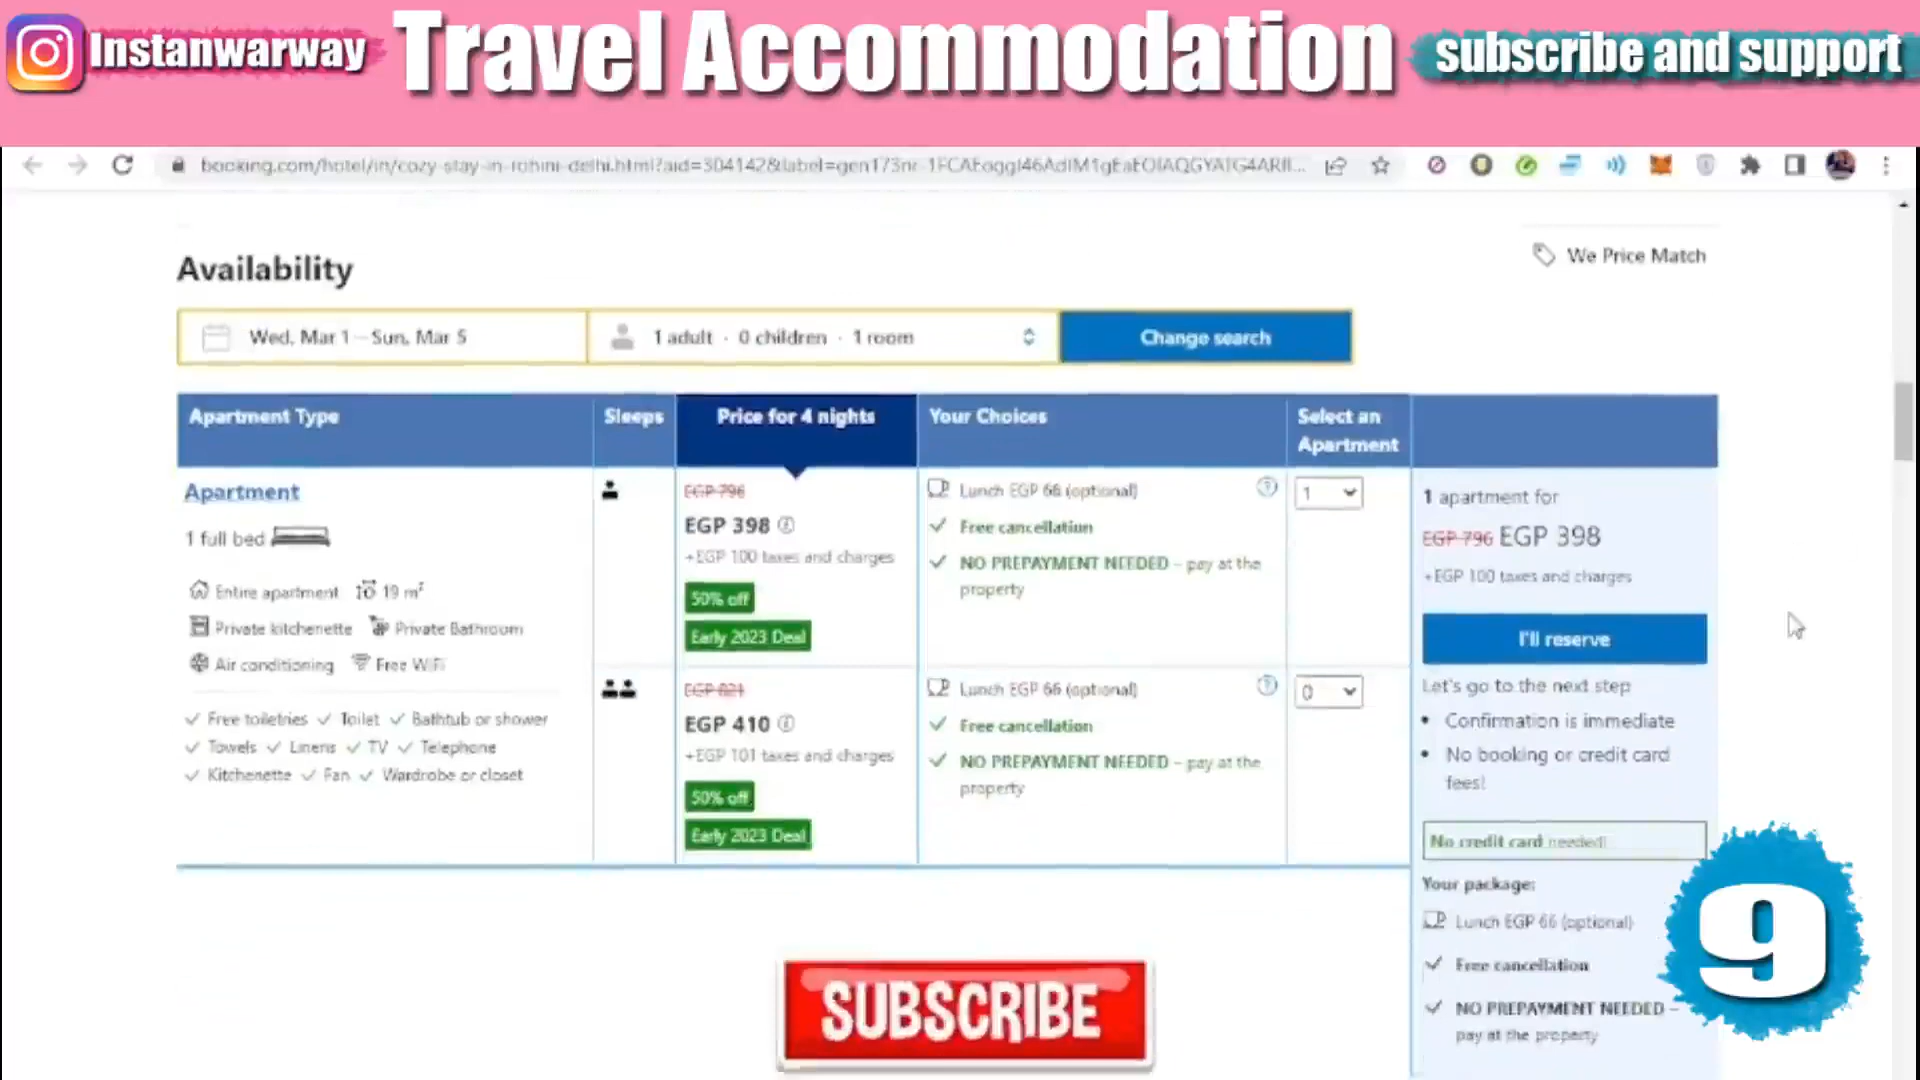 Instanwarway
Travel Accommodation
subscribe and support
Availability
We Price Match
Wed, Mar 1 – Sun, Mar 5
1 adult · 0 children · 1 room
Change search
Apartment Type
Sleeps
Price for 4 nights
Your Choices
Select an Apartment
Apartment
1 full bed
Entire apartment 19 m²
Private kitchenette Private Bathroom
Air conditioning Free WiFi
Free toiletries Toilet Bathtub or shower
Towels Linens TV Telephone
Kitchenette Fan Wardrobe or closet
EGP 796
EGP 398
+EGP 100 taxes and charges
50% off
Early 2023 Deal
Lunch EGP 66 (optional)
Free cancellation
NO PREPAYMENT NEEDED – pay at the
property
1
EGP 821
EGP 410
+EGP 101 taxes and charges
50% off
Early 2023 Deal
Lunch EGP 66 (optional)
Free cancellation
NO PREPAYMENT NEEDED – pay at the
property
0
1 apartment for
EGP 796 EGP 398
+EGP 100 taxes and charges
I'll reserve
Let's go to the next step
• Confirmation is immediate
• No booking or credit card
fees!
No credit card needed!
Your package:
Lunch EGP 66 (optional)
Free cancellation
NO PREPAYMENT NEEDED –
pay at the property
9
SUBSCRIBE